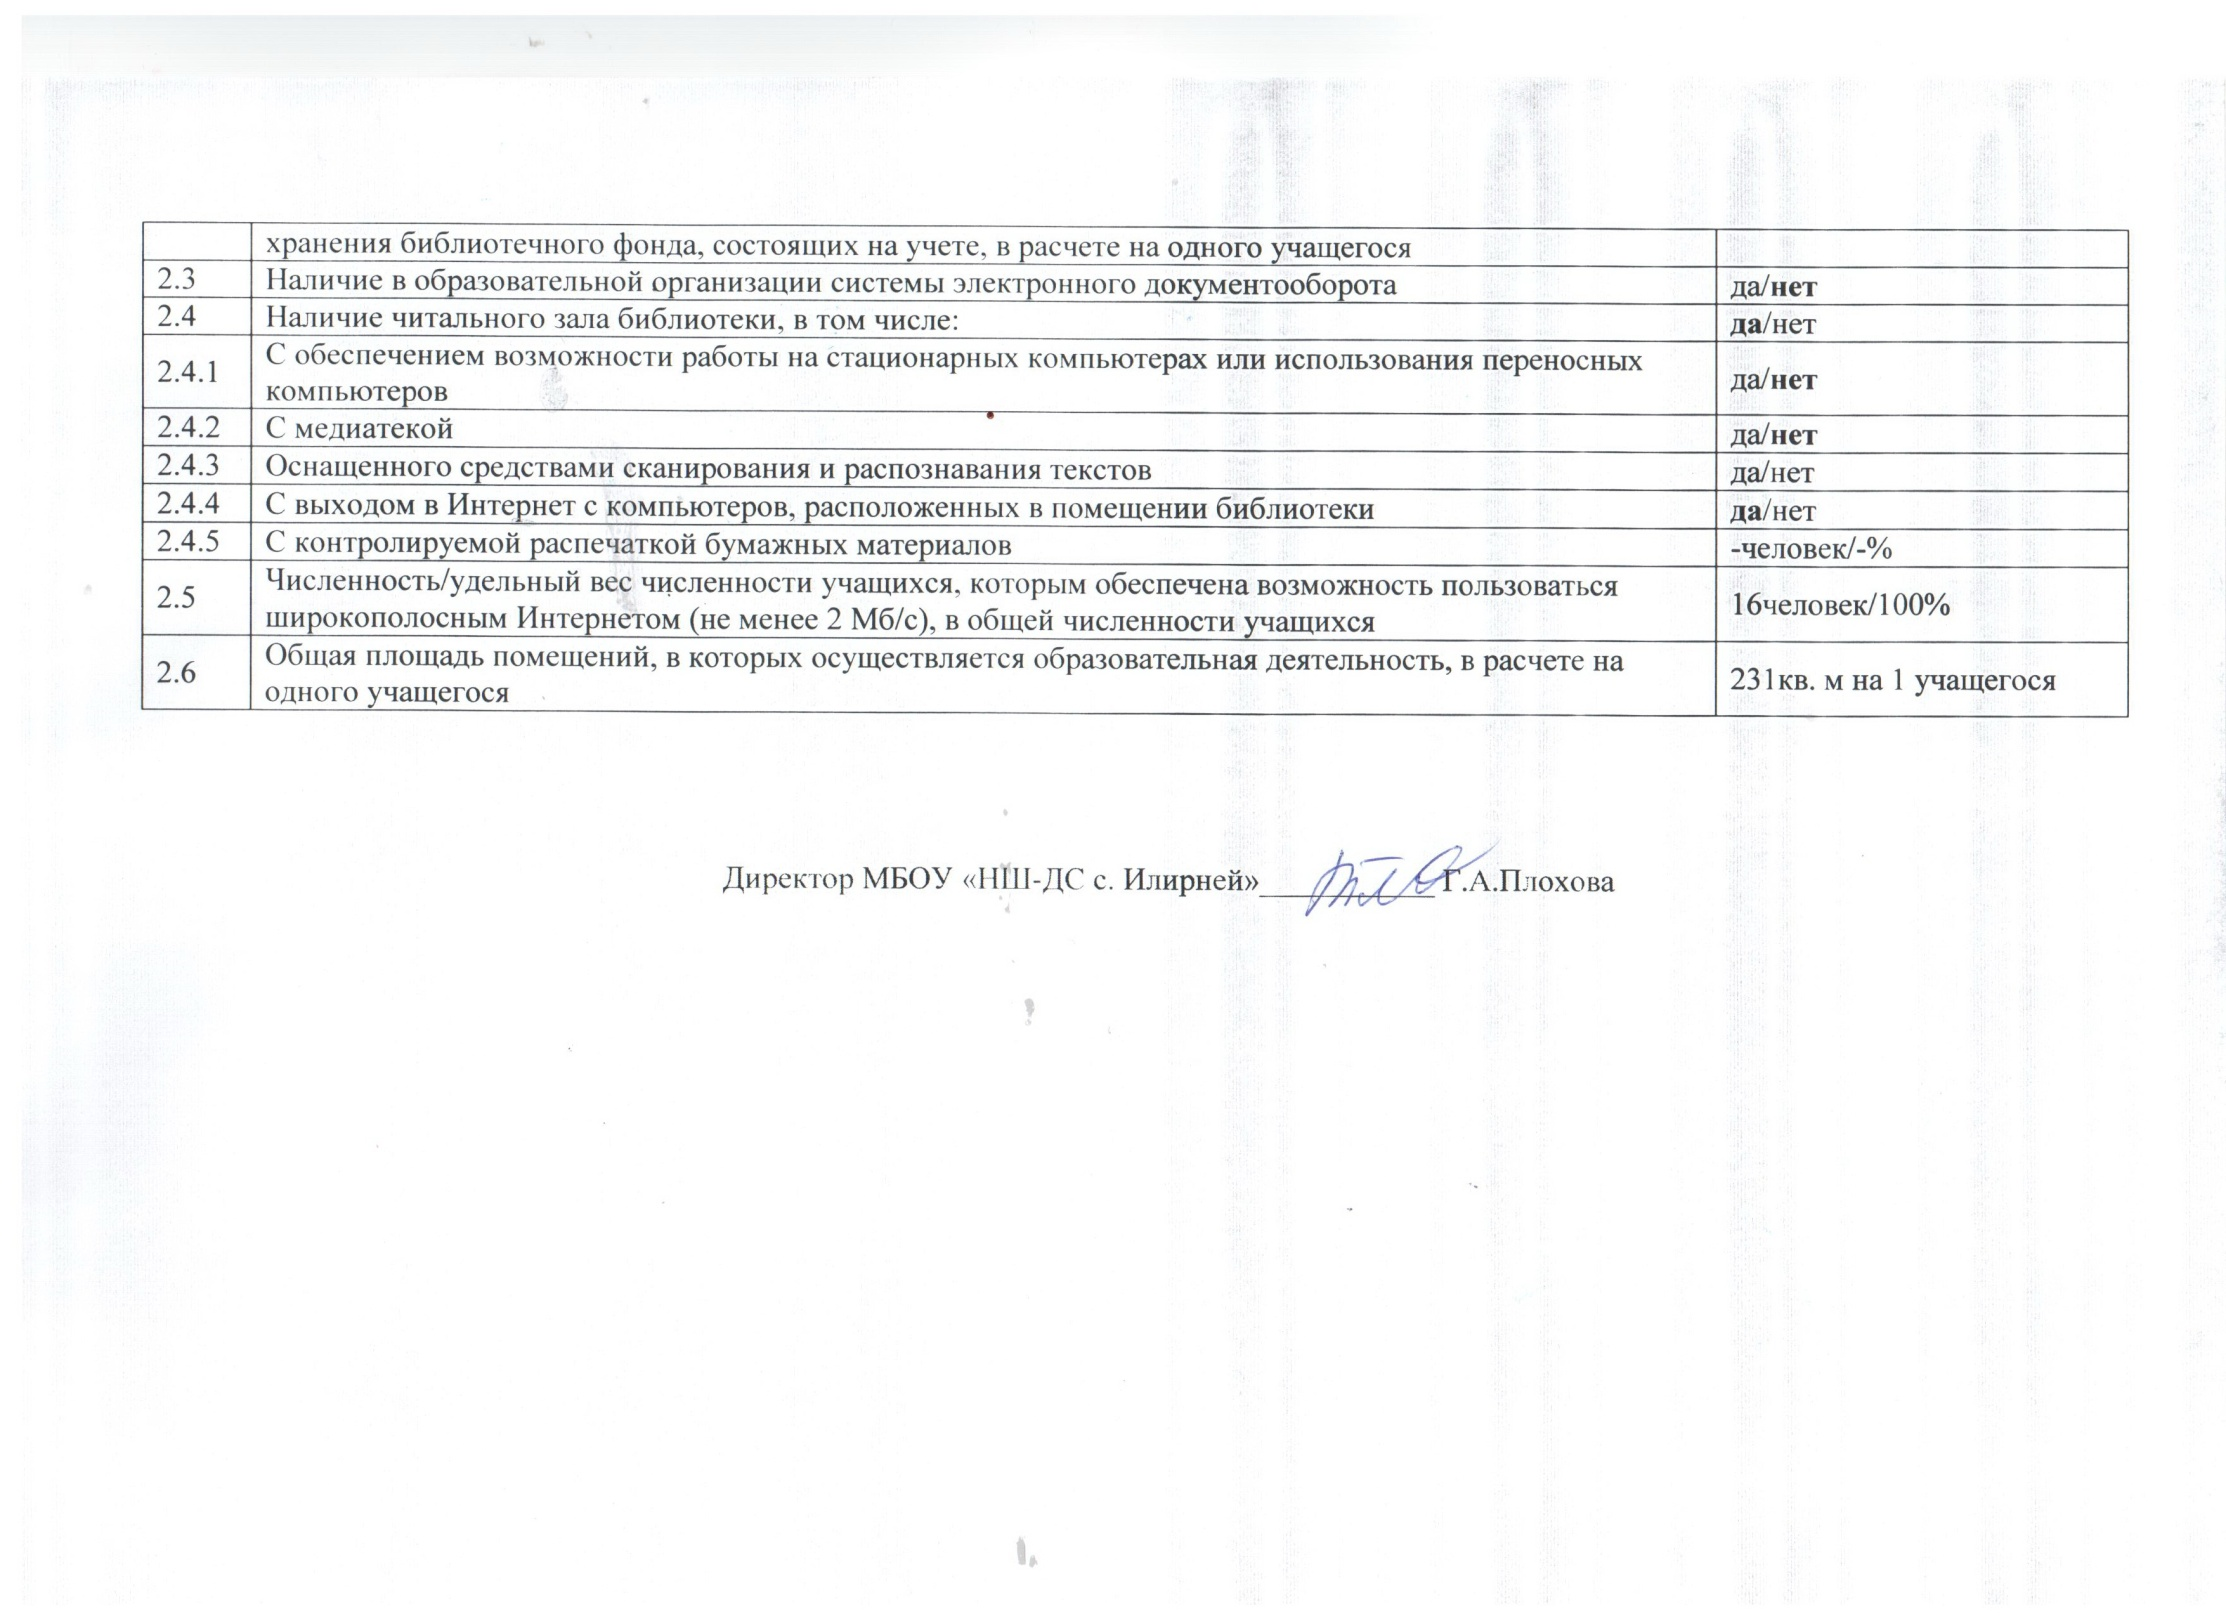 хранения библиотечного фонда, состоящих на учете, в расчете на одного учащегося
2.3 Наличие в образовательной организации системы электронного документооборота да/нет
2.4 Наличие читального зала библиотеки, в том числе: да/нет
2.4.1 С обеспечением возможности работы на стационарных компьютерах или использования переносных
компьютеров да/нет
2.4.2 С медиатекой да/нет
2.4.3 Оснащенного средствами сканирования и распознавания текстов да/нет
2.4.4 С выходом в Интернет с компьютеров, расположенных в помещении библиотеки да/нет
2.4.5 С контролируемой распечаткой бумажных материалов -человек/-%
2.5 Численность/удельный вес численности учащихся, которым обеспечена возможность пользоваться
широкополосным Интернетом (не менее 2 Мб/с), в общей численности учащихся 16человек/100%
2.6 Общая площадь помещений, в которых осуществляется образовательная деятельность, в расчете на
одного учащегося 231кв. м на 1 учащегося
Директор МБОУ «НШ-ДС с. Илирней»____________Г.А.Плохова